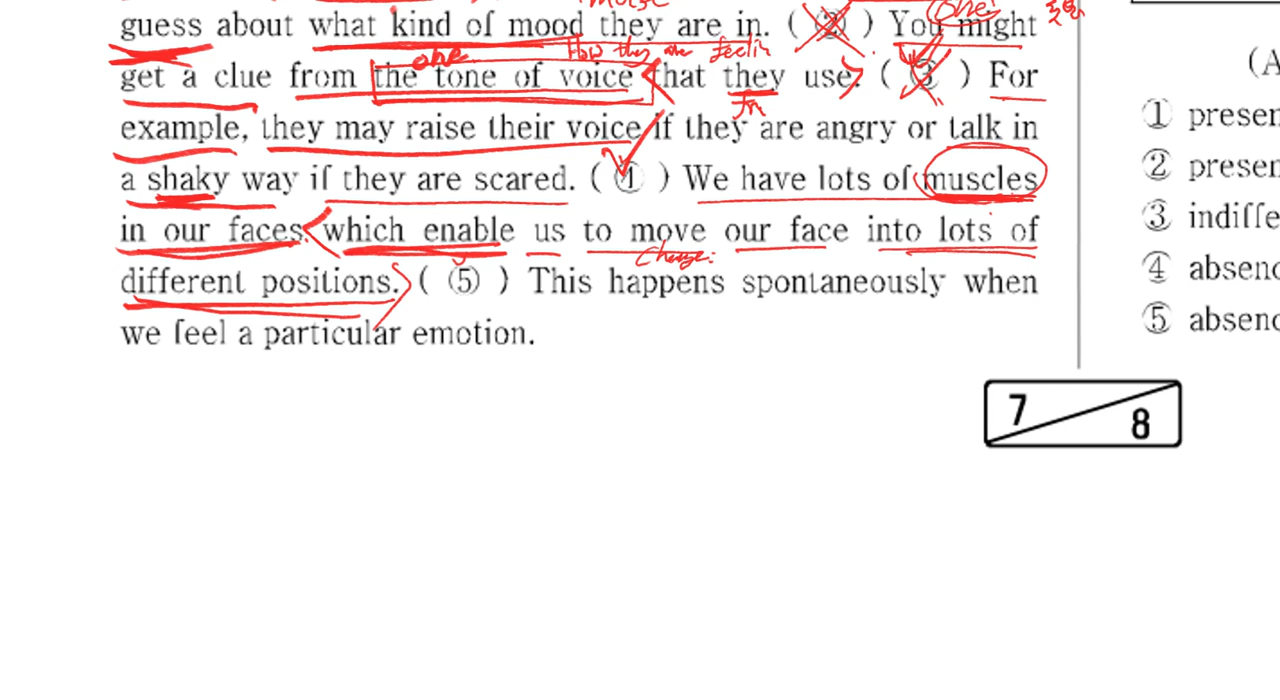 guess about what kind of mood they are in. ( ② ) You might
one How they are feelin
get a clue from the tone of voice that they use. ( ③ ) For
example, they may raise their voice if they are angry or talk in
a shaky way if they are scared. ( ④ ) We have lots of muscles
in our faces which enable us to move our face into lots of
change.
different positions. ( ⑤ ) This happens spontaneously when
we feel a particular emotion.
(A
① presen
② presen
③ indiffe
④ absenc
⑤ absenc
7 8